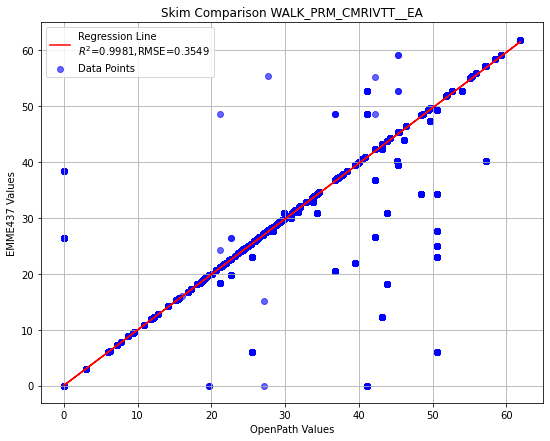 Skim Comparison WALK_PRM_CMRIVTT__EA
Regression Line
R²=0.9981,RMSE=0.3549
Data Points
60
50
40
30
20
10
0
EMME437 Values
0 10 20 30 40 50 60
OpenPath Values